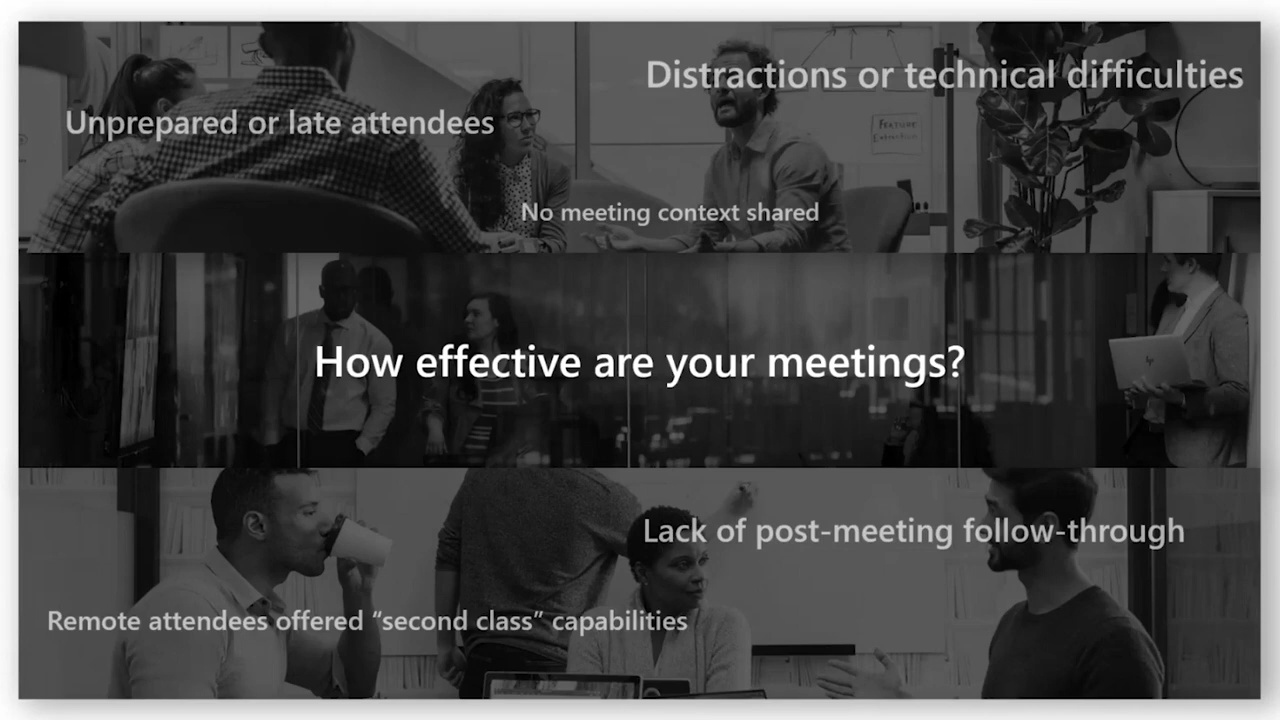 Distractions or technical difficulties
Unprepared or late attendees
No meeting context shared
How effective are your meetings?
Lack of post-meeting follow-through
Remote attendees offered “second class” capabilities